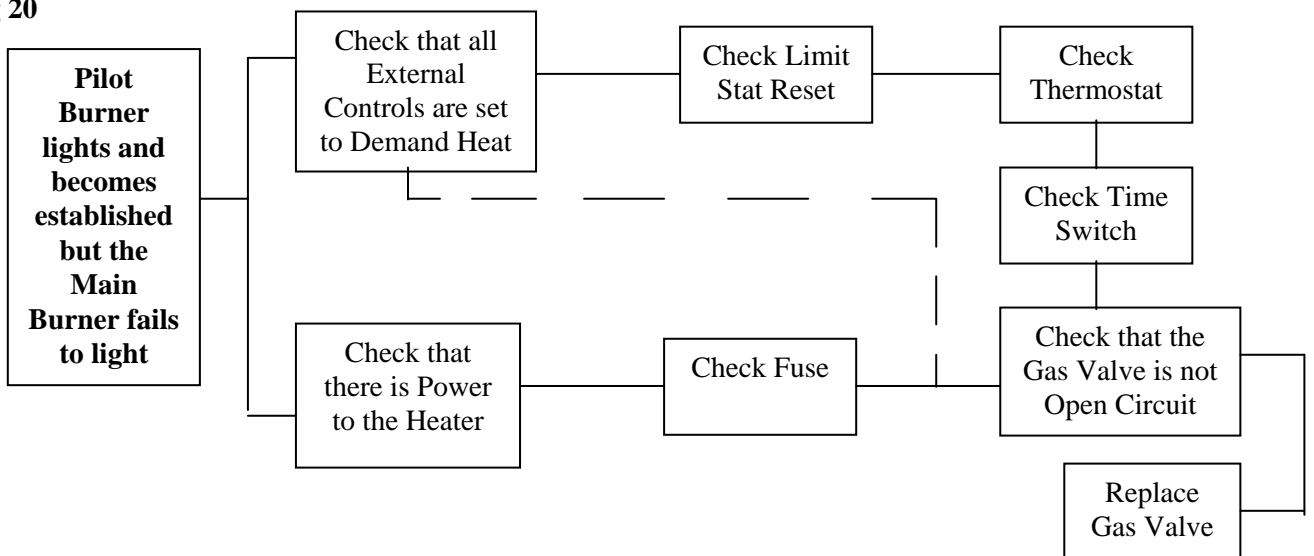 20
Pilot
Burner
lights and
becomes
established
but the
Main
Burner fails
to light
Check that all
External
Controls are set
to Demand Heat
Check Limit
Stat Reset
Check
Thermostat
Check Time
Switch
Check that
there is Power
to the Heater
Check Fuse
Check that the
Gas Valve is not
Open Circuit
Replace
Gas Valve